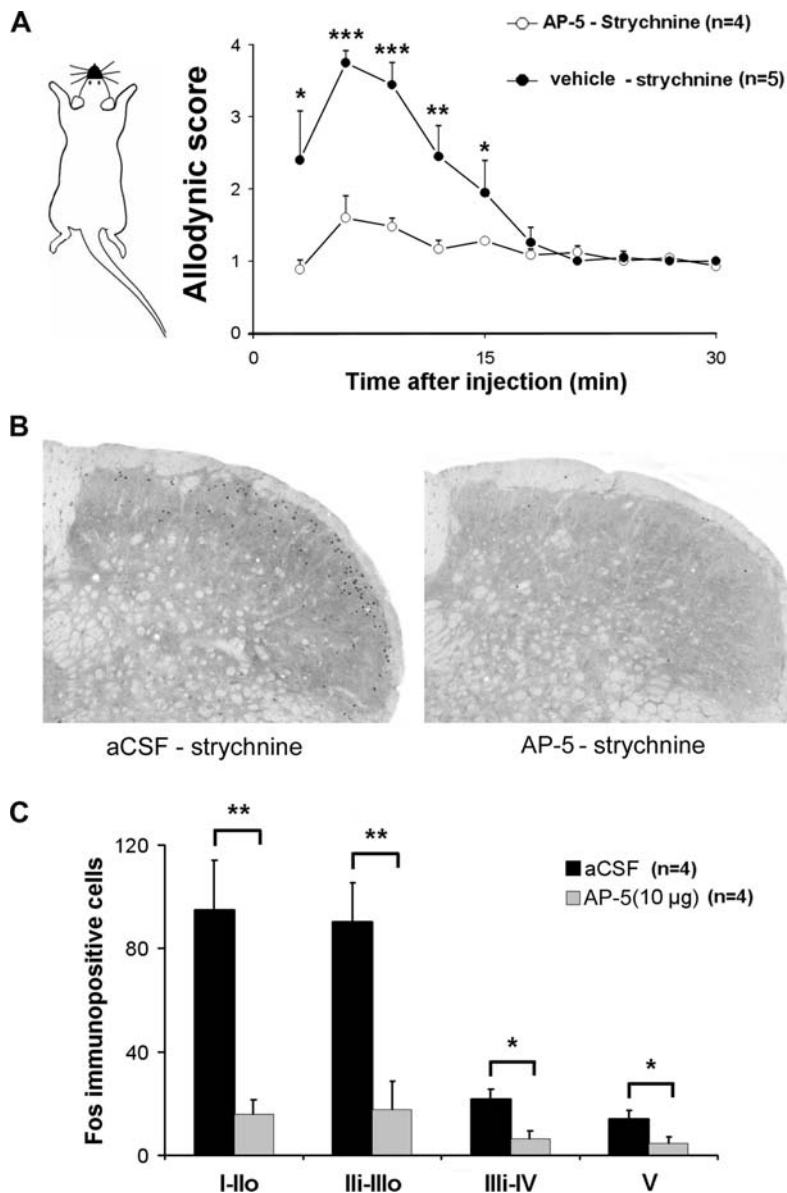 A
AP-5 - Strychnine (n=4)
vehicle - strychnine (n=5)
Allodynic score
4
3
2
1
0
*
***
***
**
*
0
15
30
Time after injection (min)
B
aCSF - strychnine
AP-5 - strychnine
C
Fos immunopositive cells
120
80
40
0
**
**
*
*
aCSF (n=4)
AP-5(10 µg) (n=4)
I-IIo
IIi-IIIo
IIIi-IV
V